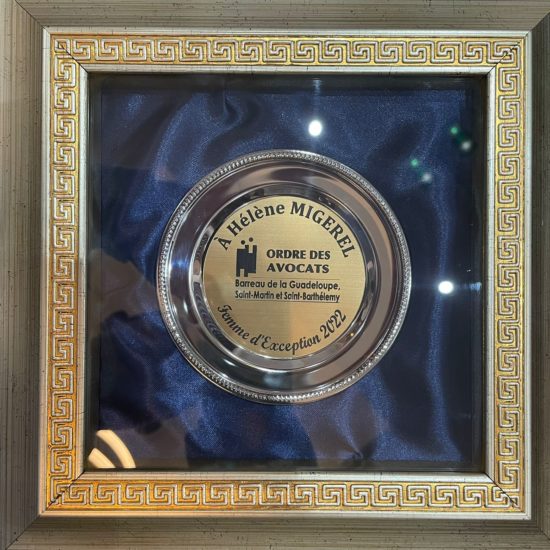 À Hélène MIGEREL
ORDRE DES
AVOCATS
Barreau de la Guadeloupe,
Saint-Martin et Saint-Barthélemy
Femme d'Exception 2022